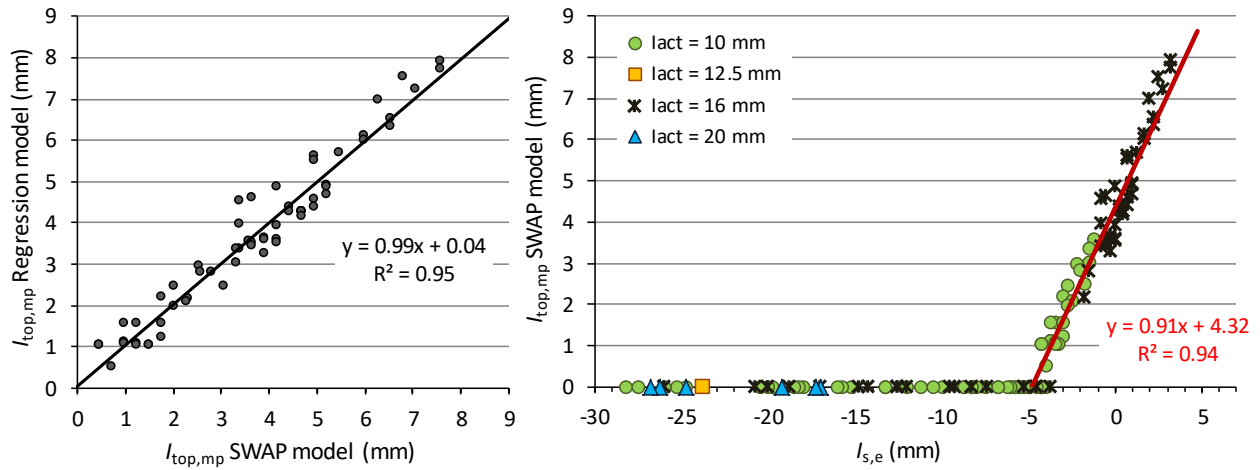 I top,mp Regression model (mm)
9
8
7
6
5
4
3
2
1
0
0 1 2 3 4 5 6 7 8 9
I top,mp SWAP model (mm)
y = 0.99x + 0.04
R² = 0.95
I top,mp SWAP model (mm)
9
8
7
6
5
4
3
2
1
0
-30 -25 -20 -15 -10 -5 0 5
I s,e (mm)
Iact = 10 mm
Iact = 12.5 mm
Iact = 16 mm
Iact = 20 mm
y = 0.91x + 4.32
R² = 0.94